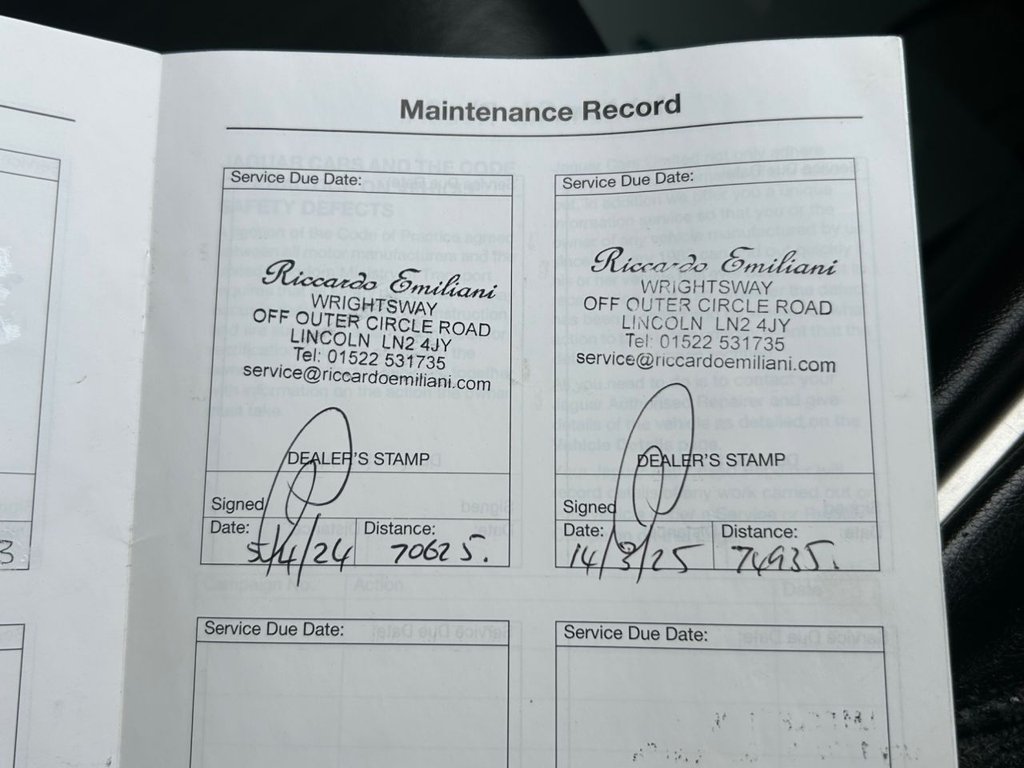 Maintenance Record
Service Due Date:
Riccardo Emiliani
WRIGHTSWAY
OFF OUTER CIRCLE ROAD
LINCOLN LN2 4JY
Tel: 01522 531735
service@riccardoemiliani.com
DEALER'S STAMP
Signed
Date: Distance:
5/4/24 70625.
Service Due Date:
Riccardo Emiliani
WRIGHTSWAY
OFF OUTER CIRCLE ROAD
LINCOLN LN2 4JY
Tel: 01522 531735
service@riccardoemiliani.com
DEALER'S STAMP
Signed
Date: Distance:
14/3/25 74935.
Service Due Date:
Service Due Date:
3